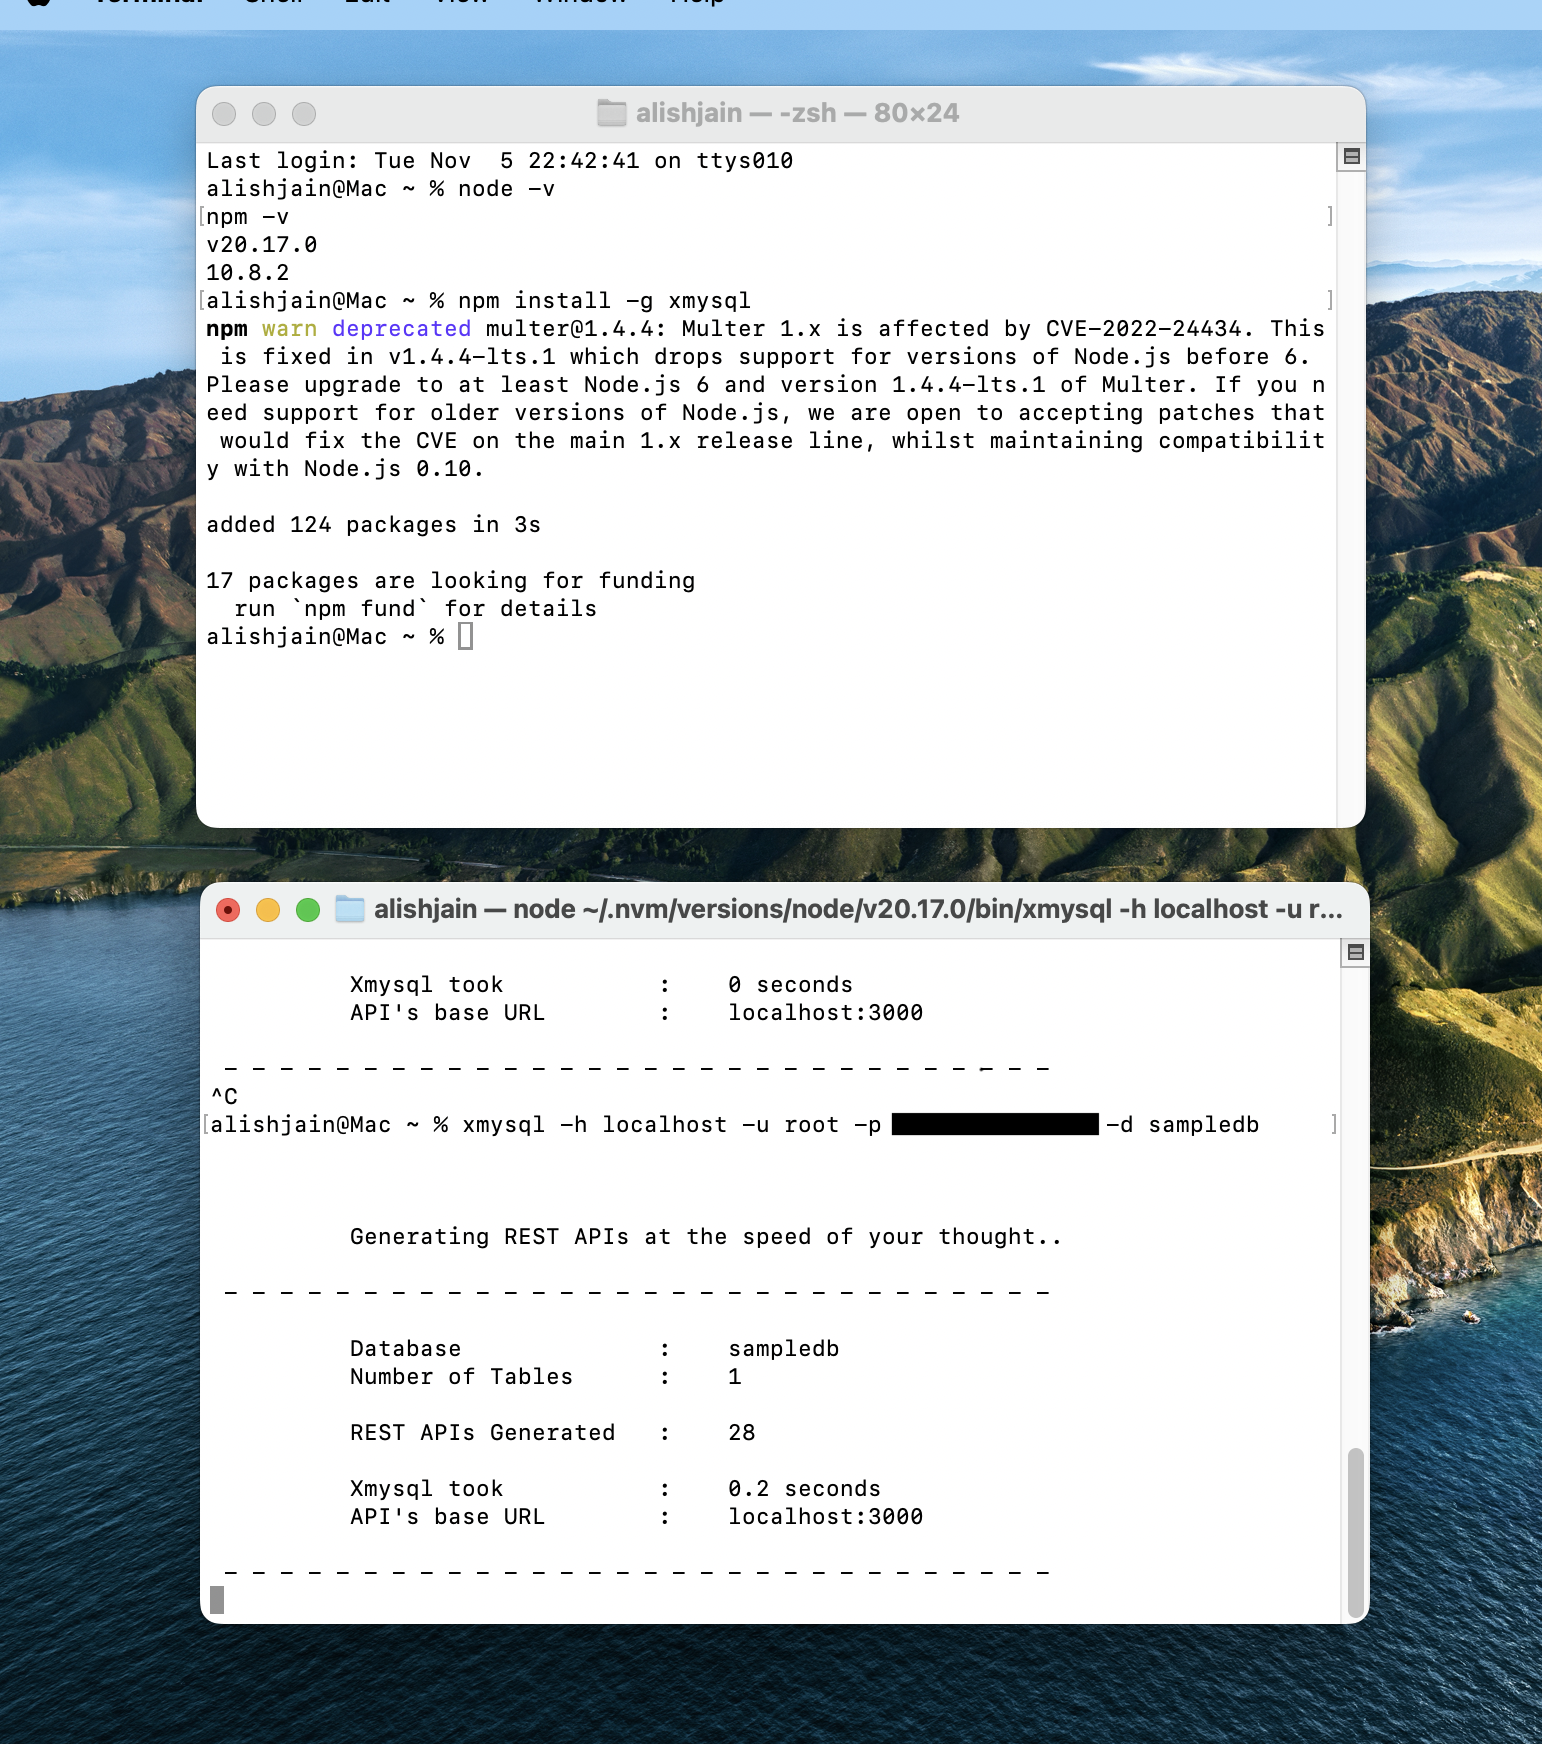 Terminal Shell Edit View Window Help
alishjain — -zsh — 80×24
Last login: Tue Nov  5 22:42:41 on ttys010
alishjain@Mac ~ % node -v
[npm -v ]
v20.17.0
10.8.2
[alishjain@Mac ~ % npm install -g xmysql ]
npm warn deprecated multer@1.4.4: Multer 1.x is affected by CVE-2022-24434. This
 is fixed in v1.4.4-lts.1 which drops support for versions of Node.js before 6.
Please upgrade to at least Node.js 6 and version 1.4.4-lts.1 of Multer. If you n
eed support for older versions of Node.js, we are open to accepting patches that
 would fix the CVE on the main 1.x release line, whilst maintaining compatibilit
y with Node.js 0.10.
added 124 packages in 3s
17 packages are looking for funding
  run `npm fund` for details
alishjain@Mac ~ %
alishjain — node ~/.nvm/versions/node/v20.17.0/bin/xmysql -h localhost -u r...
Xmysql took : 0 seconds
API's base URL : localhost:3000
- - - - - - - - - - - - - - - - - - - - - - - - - - - - - -
^C
[alishjain@Mac ~ % xmysql -h localhost -u root -p -d sampledb ]
Generating REST APIs at the speed of your thought..
- - - - - - - - - - - - - - - - - - - - - - - - - - - - - -
Database : sampledb
Number of Tables : 1
REST APIs Generated : 28
Xmysql took : 0.2 seconds
API's base URL : localhost:3000
- - - - - - - - - - - - - - - - - - - - - - - - - - - - - -